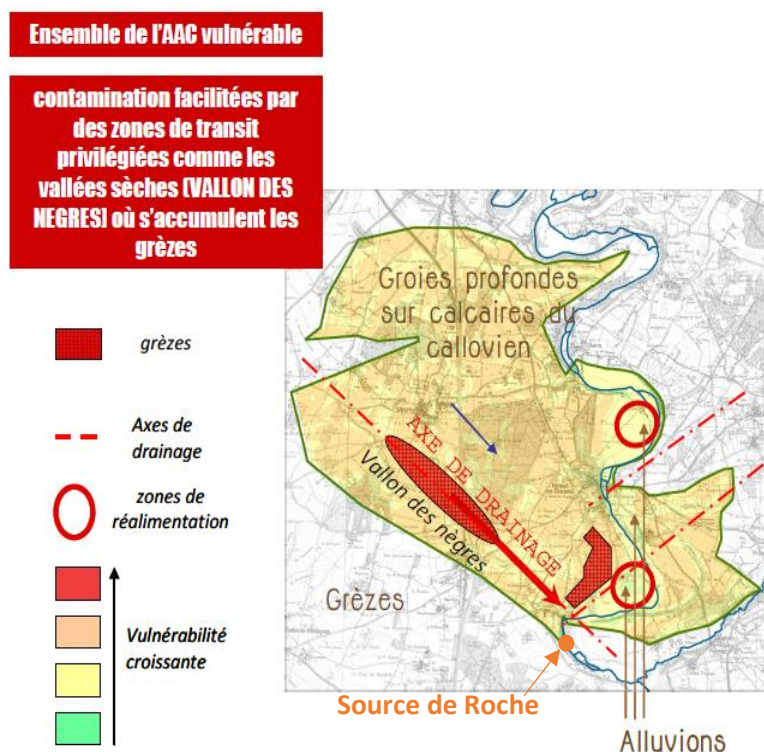 Ensemble de l'AAC vulnérable
contamination facilitées par
des zones de transit
privilégiées comme les
vallées sèches (VALLON DES
NEGRES) où s'accumulent les
grèzes
Groies profondes
sur calcaires du
callovien
grèzes
Axes de
drainage
zones de
réalimentation
Vulnérabilité
croissante
AXE DE DRAINAGE
Vallon des nègres
Grèzes
Source de Roche
Alluvions